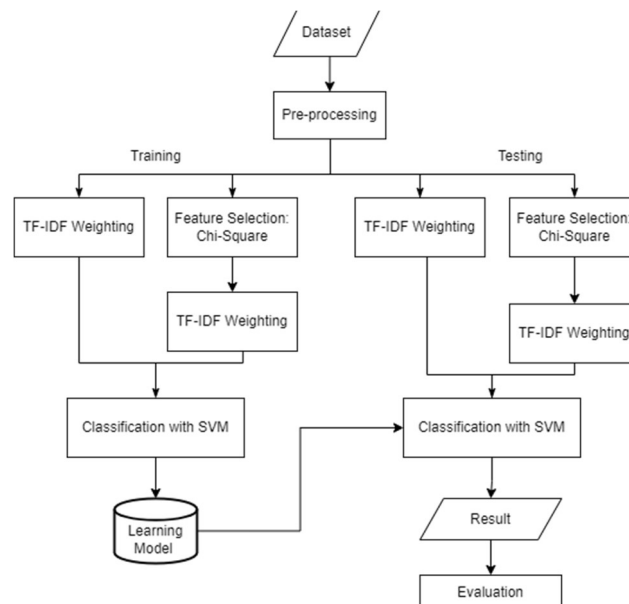 Dataset
Pre-processing
Training
Testing
TF-IDF Weighting
Feature Selection:
Chi-Square
TF-IDF Weighting
Feature Selection:
Chi-Square
TF-IDF Weighting
TF-IDF Weighting
Classification with SVM
Classification with SVM
Learning
Model
Result
Evaluation